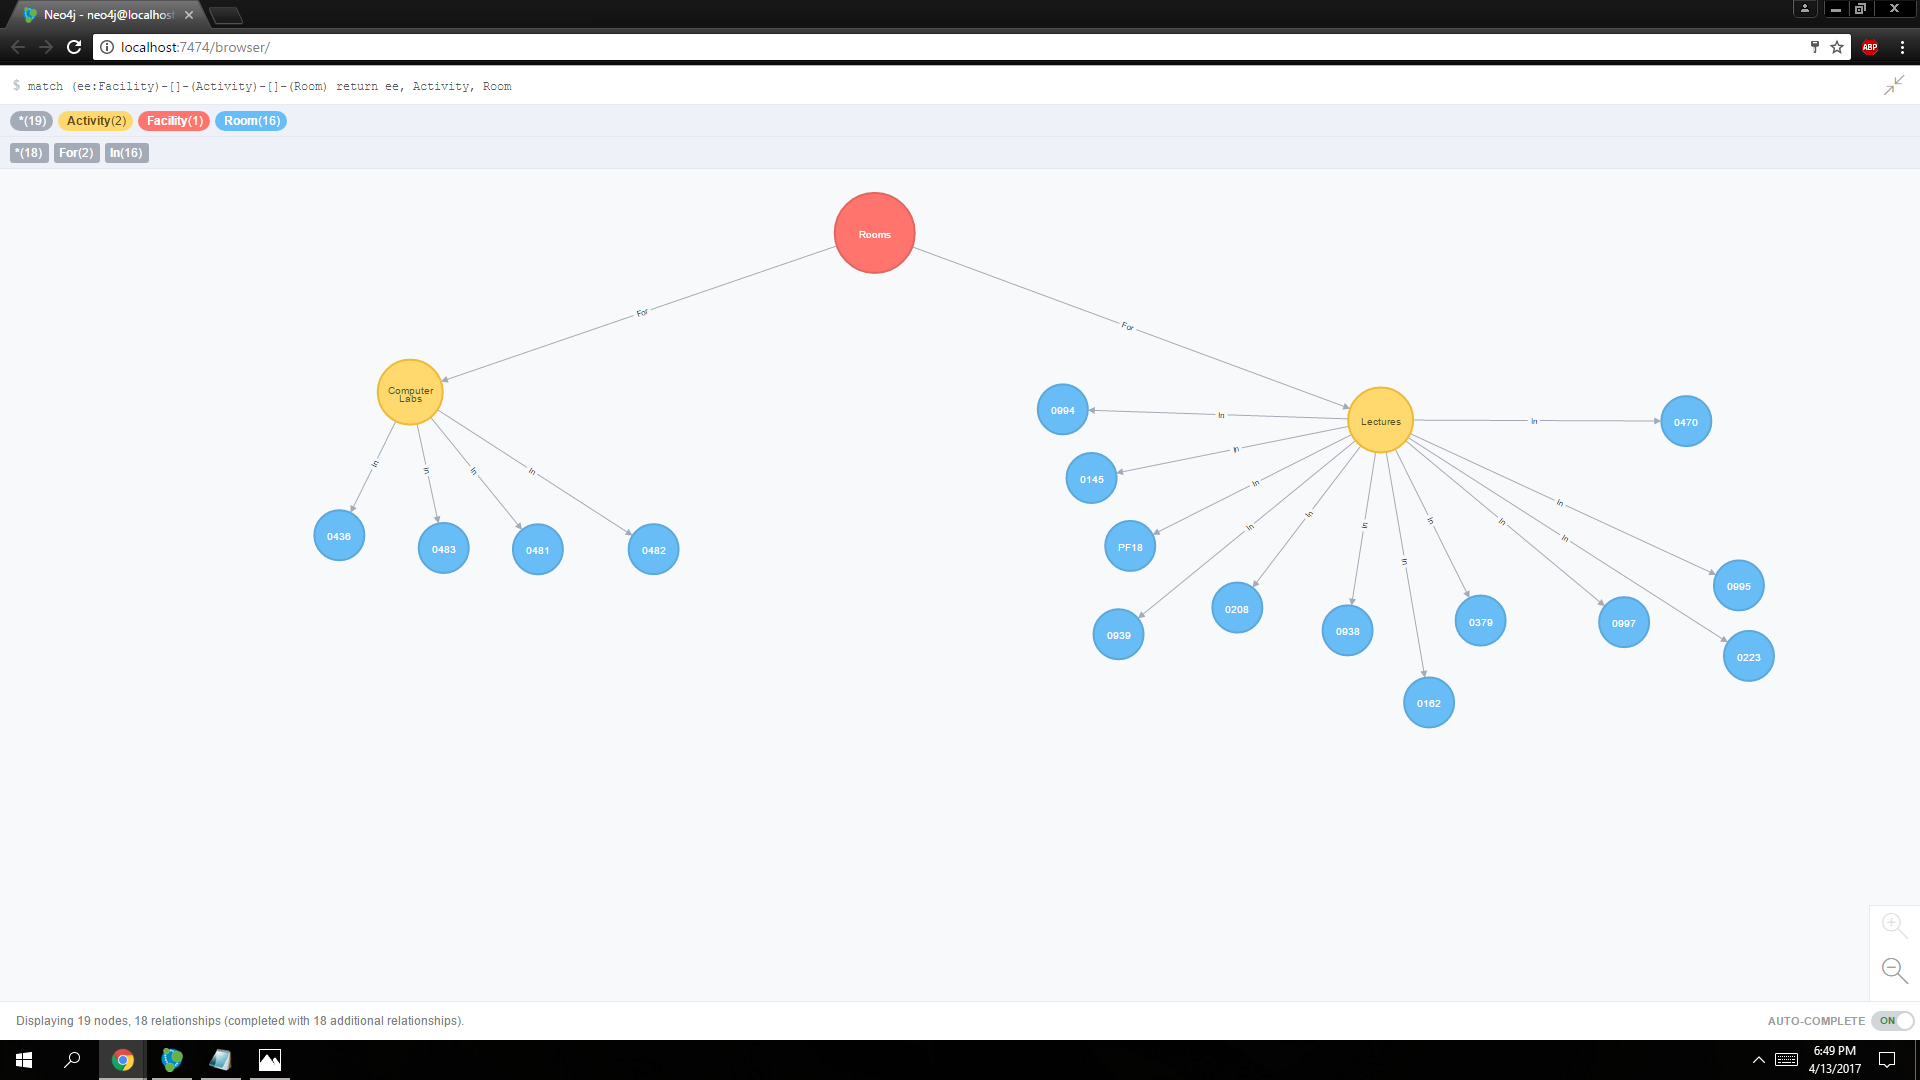 Neo4j - neo4j@localhost
localhost:7474/browser/
ABP
$ match (ee:Facility)-[]-(Activity)-[]-(Room) return ee, Activity, Room
*(19) Activity(2) Facility(1) Room(16)
*(18) For(2) In(16)
Rooms
For
For
Computer
Labs
Lectures
0994
In
In
0470
0145
In
In
In
In
In
In
PF18
In
In
In
In
In
In
In
In
0436
0483
0481
0482
0995
0208
0939
0938
0379
0997
0223
0162
Displaying 19 nodes, 18 relationships (completed with 18 additional relationships).
AUTO-COMPLETE ON
6:49 PM
4/13/2017